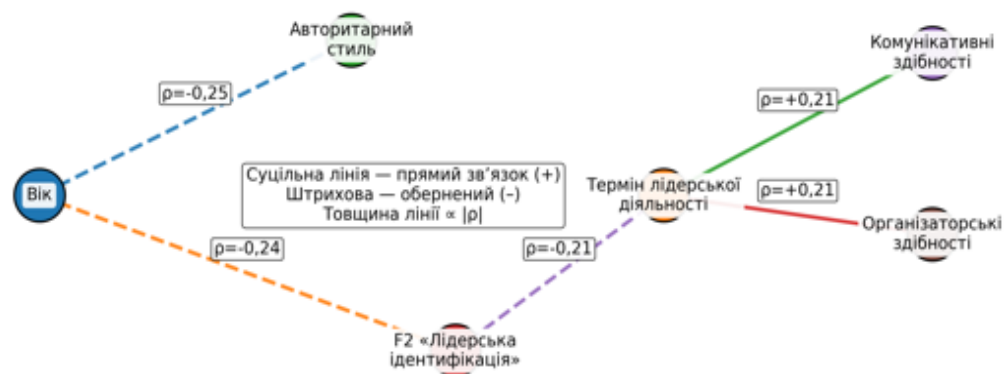 Авторитарний
стиль
Комунікативні
здібності
ρ=-0,25
ρ=+0,21
Вік
Суцільна лінія — прямий зв’язок (+)
Штрихова — обернений (–)
Товщина лінії ∝ |ρ|
Термін лідерської
діяльності
ρ=+0,21
Організаторські
здібності
ρ=-0,24
ρ=-0,21
F2 «Лідерська
ідентифікація»